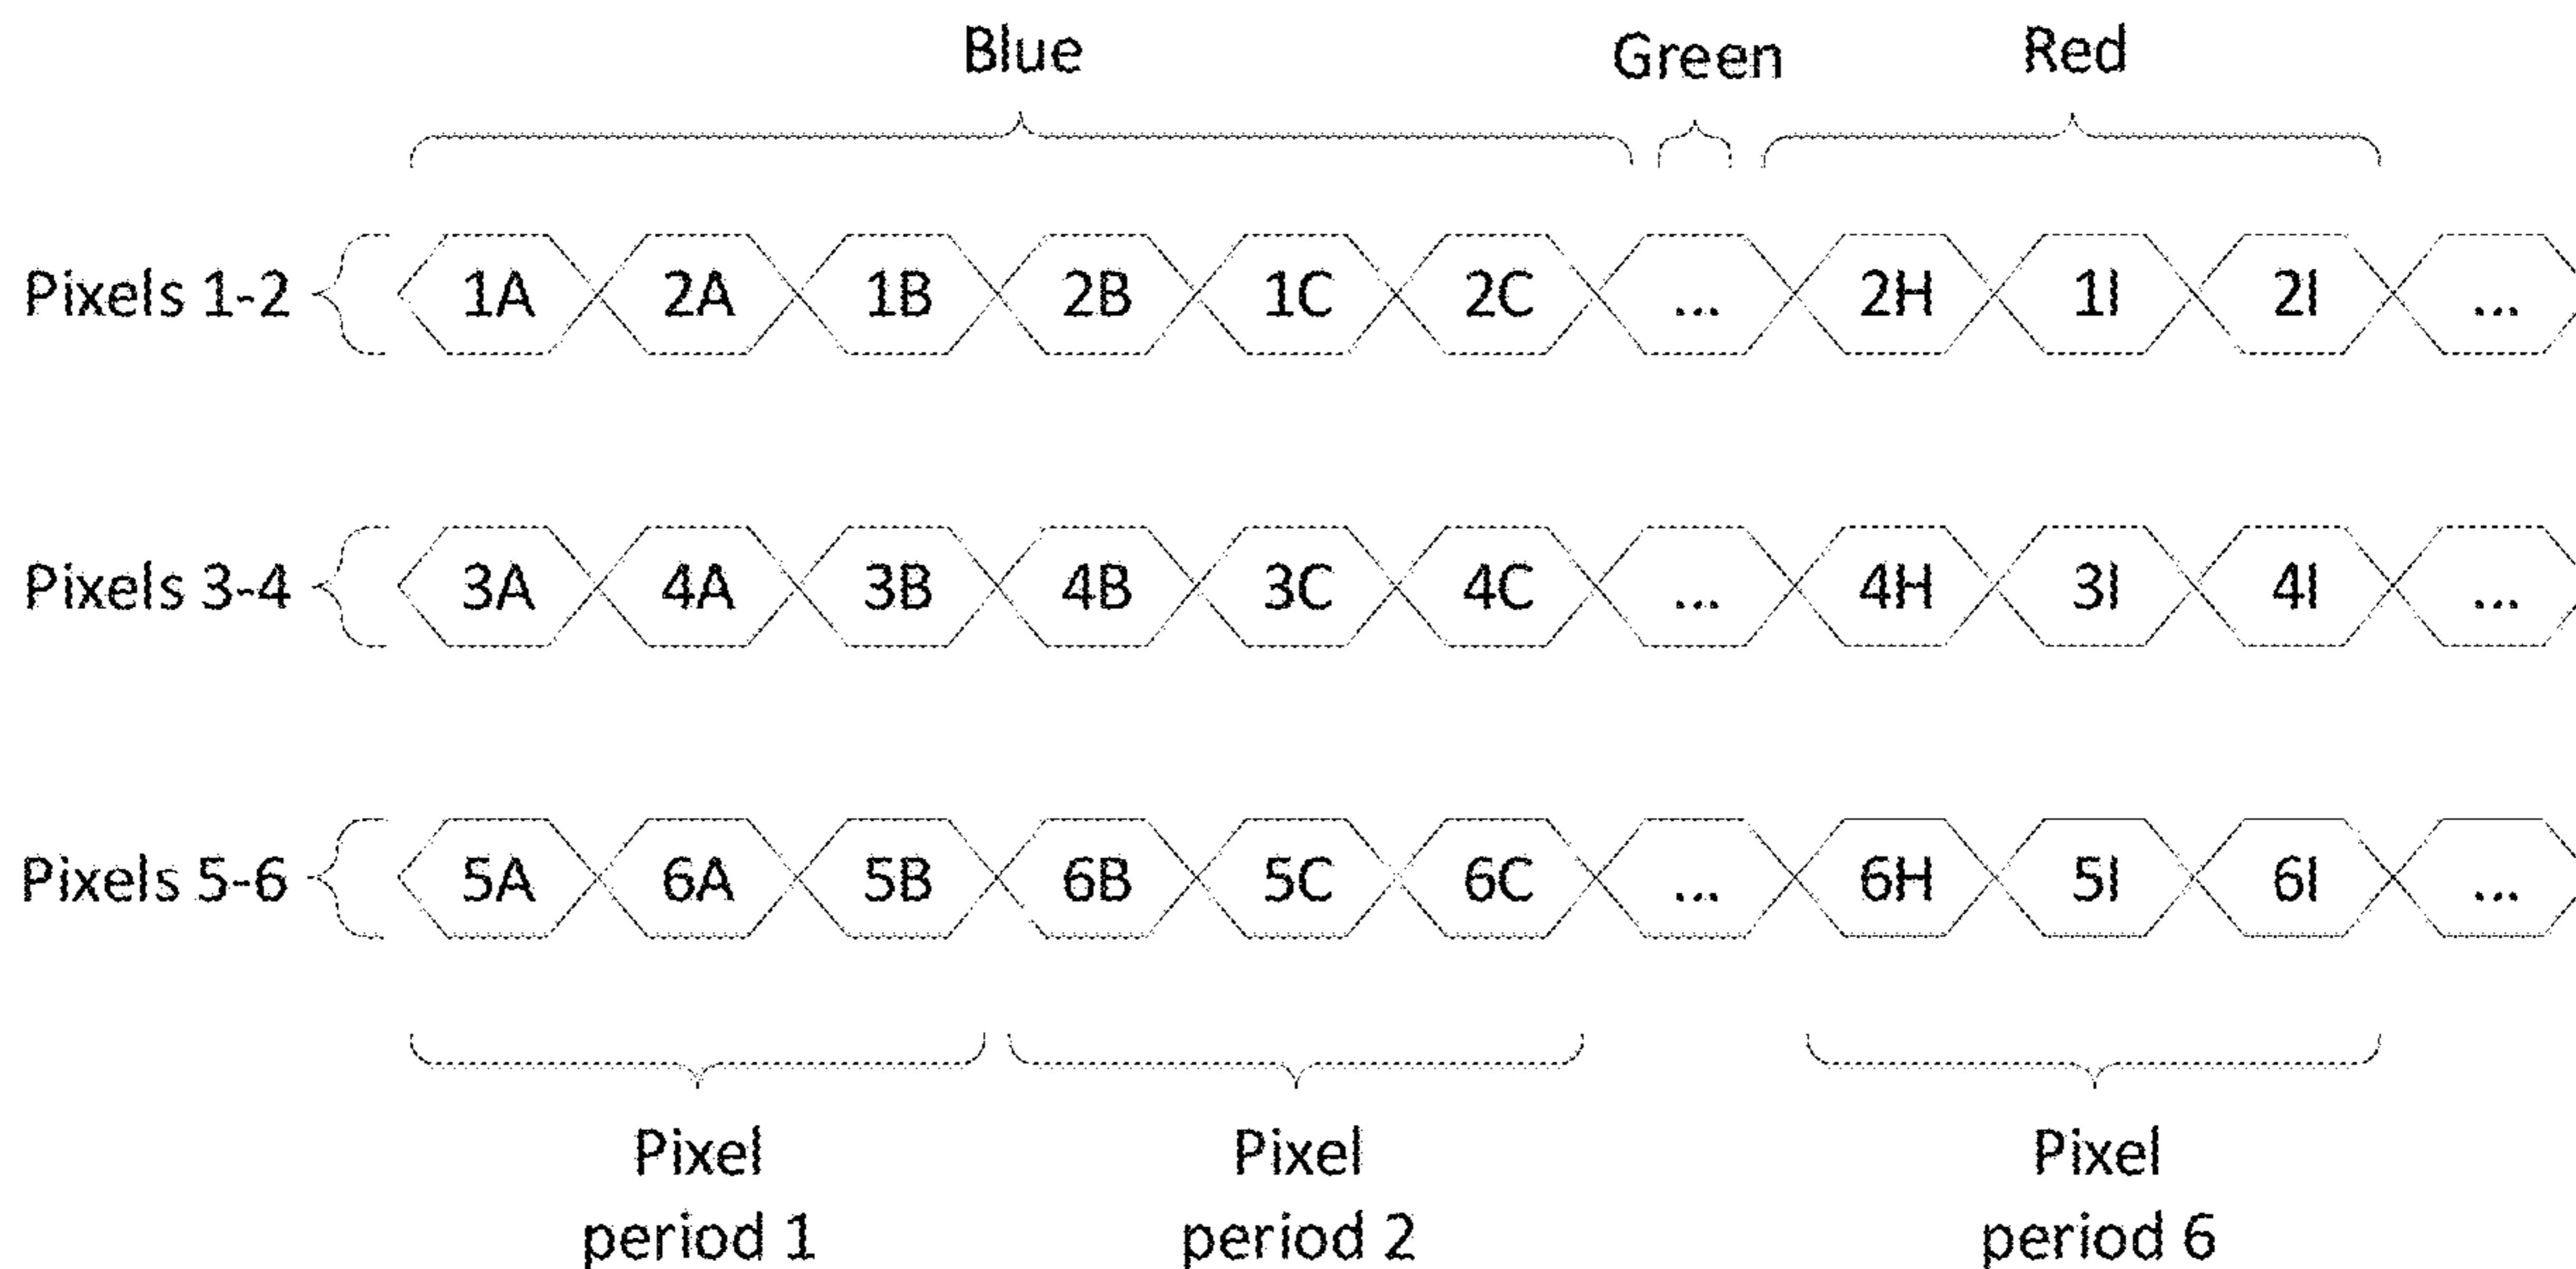 Blue Green Red
Pixels 1-2 1A 2A 1B 2B 1C 2C ... 2H 1I 2I ...
Pixels 3-4 3A 4A 3B 4B 3C 4C ... 4H 3I 4I ...
Pixels 5-6 5A 6A 5B 6B 5C 6C ... 6H 5I 6I ...
Pixel Pixel Pixel
period 1 period 2 period 6